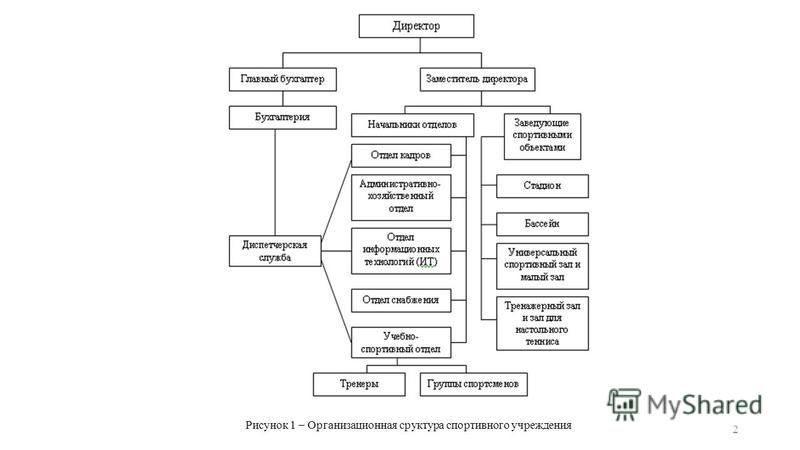 Директор
Главный бухгалтер
Заместитель директора
Бухгалтерия
Начальники отделов
Заведующие
спортивными
объектами
Отдел кадров
Административно-
хозяйственный
отдел
Стадион
Бассейн
Диспетчерская
служба
Отдел
информационных
технологий (ИТ)
Универсальный
спортивный зал и
малый зал
Отдел снабжения
Тренажерный зал
и зал для
настольного
тенниса
Учебно-
спортивный отдел
Тренеры
Группы спортсменов
Рисунок 1 – Организационная сруктура спортивного учреждения
MyShared
2